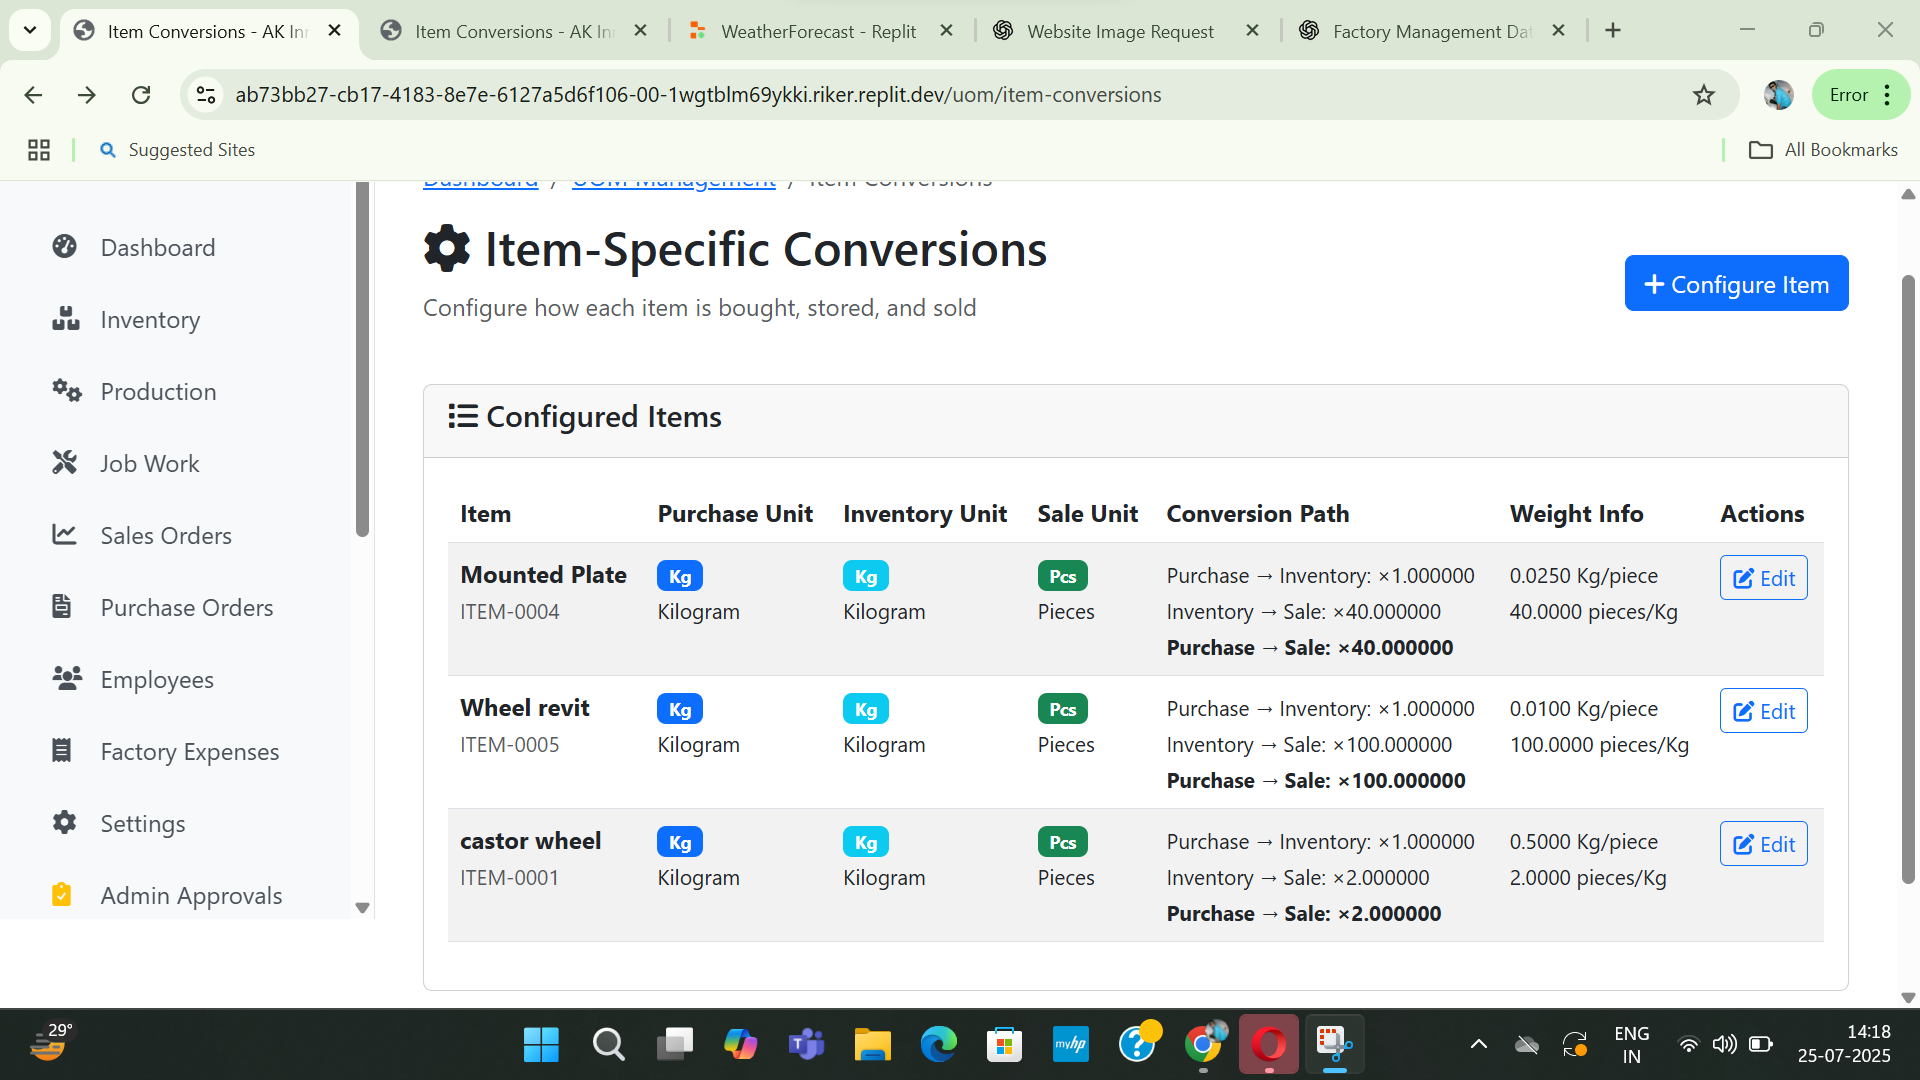 Item Conversions - AK In
Item Conversions - AK In
WeatherForecast - Replit
Website Image Request
Factory Management Dat
ab73bb27-cb17-4183-8e7e-6127a5d6f106-00-1wgtblm69ykki.riker.replit.dev/uom/item-conversions
Error
Suggested Sites
All Bookmarks
Dashboard / UOM Management / Item Conversions
Dashboard
Inventory
Production
Job Work
Sales Orders
Purchase Orders
Employees
Factory Expenses
Settings
Admin Approvals
Item-Specific Conversions
Configure how each item is bought, stored, and sold
+ Configure Item
Configured Items
Item Purchase Unit Inventory Unit Sale Unit Conversion Path Weight Info Actions
Mounted Plate Kg Kg Pcs Purchase → Inventory: ×1.000000 0.0250 Kg/piece Edit
ITEM-0004 Kilogram Kilogram Pieces Inventory → Sale: ×40.000000 40.0000 pieces/Kg
Purchase → Sale: ×40.000000
Wheel revit Kg Kg Pcs Purchase → Inventory: ×1.000000 0.0100 Kg/piece Edit
ITEM-0005 Kilogram Kilogram Pieces Inventory → Sale: ×100.000000 100.0000 pieces/Kg
Purchase → Sale: ×100.000000
castor wheel Kg Kg Pcs Purchase → Inventory: ×1.000000 0.5000 Kg/piece Edit
ITEM-0001 Kilogram Kilogram Pieces Inventory → Sale: ×2.000000 2.0000 pieces/Kg
Purchase → Sale: ×2.000000
29°
myhp
ENG
IN
14:18
25-07-2025